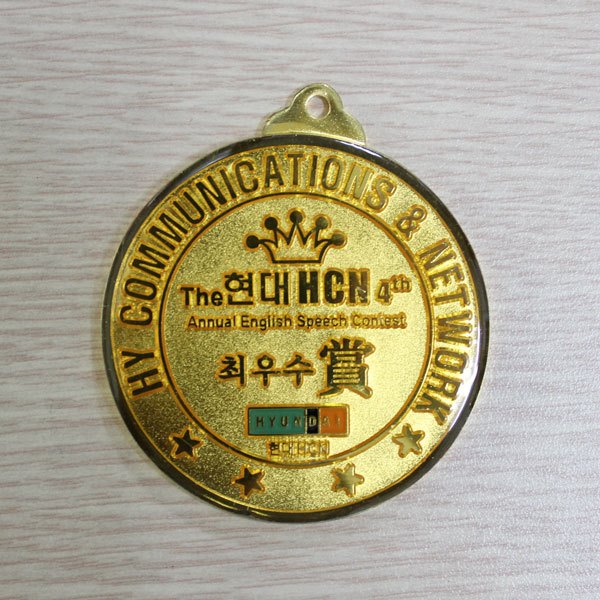 HY COMMUNICATIONS & NETWORK
The현대HCN 4th
Annual English Speech Contest
최우수賞
HYUNDAI
현대HCN